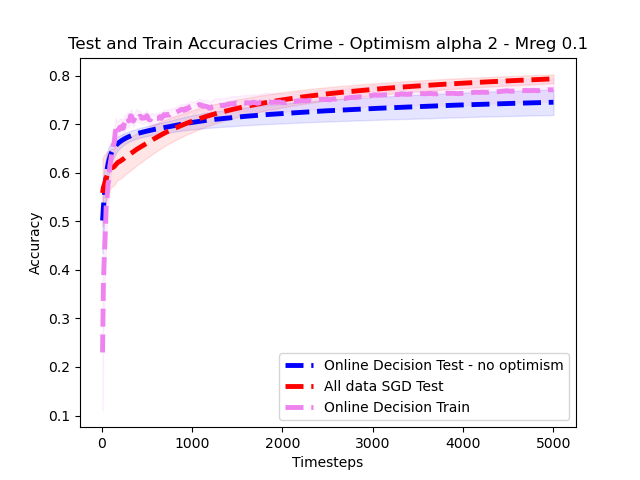 Test and Train Accuracies Crime - Optimism alpha 2 - Mreg 0.1
0.8
0.7
0.6
0.5
0.4
0.3
0.2
0.1
Accuracy
Online Decision Test - no optimism
All data SGD Test
Online Decision Train
0 1000 2000 3000 4000 5000
Timesteps